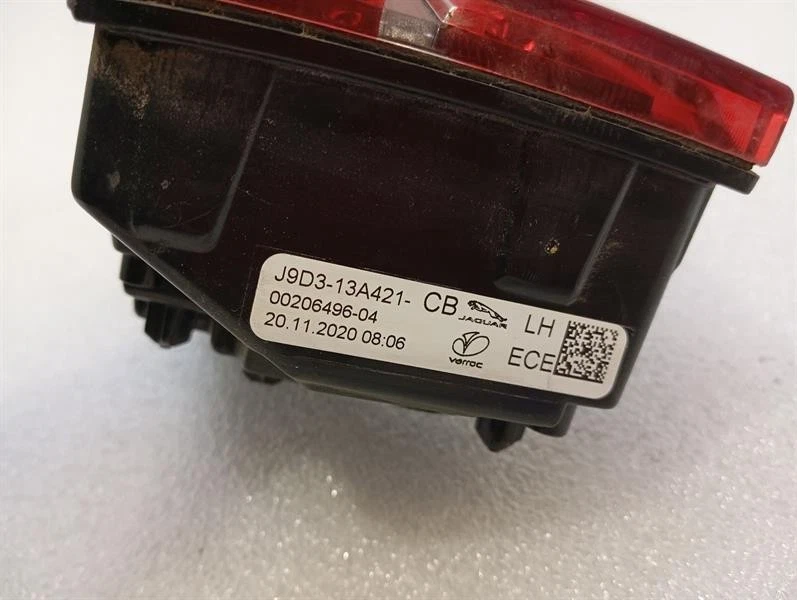 J9D3-13A421- CB JAGUAR LH
00206496-04
20.11.2020 08:06 varroc ECE